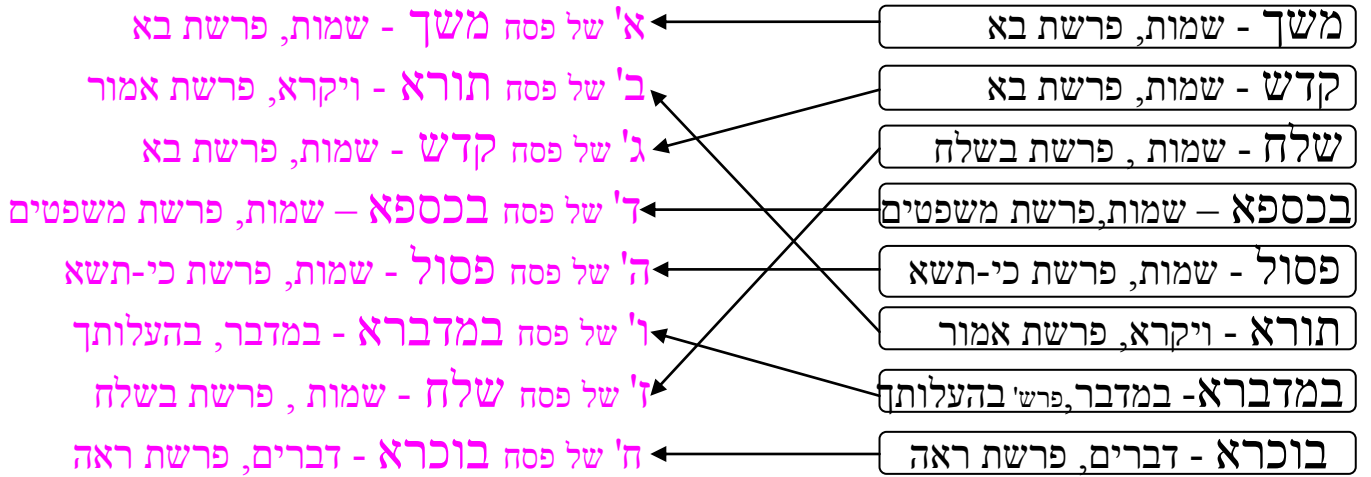 משך - שמות, פרשת בא
קדש - שמות, פרשת בא
שלח - שמות , פרשת בשלח
בכספא – שמות,פרשת משפטים
פסול - שמות, פרשת כי-תשא
תורא - ויקרא, פרשת אמור
במדברא- במדבר,פרש' בהעלותך
בוכרא - דברים, פרשת ראה
א' של פסח משך - שמות, פרשת בא
ב' של פסח תורא - ויקרא, פרשת אמור
ג' של פסח קדש - שמות, פרשת בא
ד' של פסח בכספא – שמות, פרשת משפטים
ה' של פסח פסול - שמות, פרשת כי-תשא
ו' של פסח במדברא - במדבר, בהעלותך
ז' של פסח שלח - שמות , פרשת בשלח
ח' של פסח בוכרא - דברים, פרשת ראה